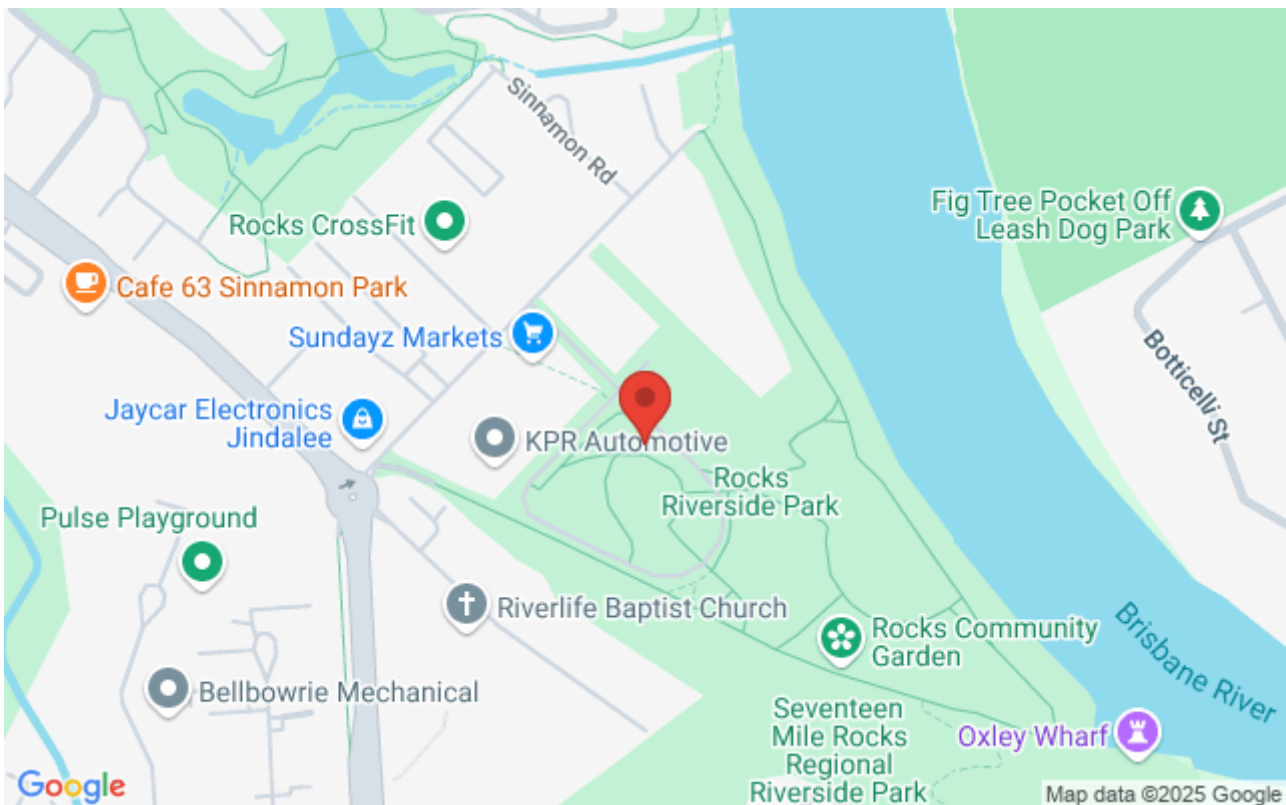 Sinnamon Rd
Fig Tree Pocket Off
Leash Dog Park
Rocks CrossFit
Cafe 63 Sinnamon Park
Sundayz Markets
Botticelli St
Jaycar Electronics
Jindalee
KPR Automotive
Rocks
Riverside Park
Pulse Playground
Riverlife Baptist Church
Rocks Community
Garden
Brisbane River
Bellbowrie Mechanical
Seventeen
Mile Rocks
Regional
Riverside Park
Oxley Wharf
Google
Map data ©2025 Google